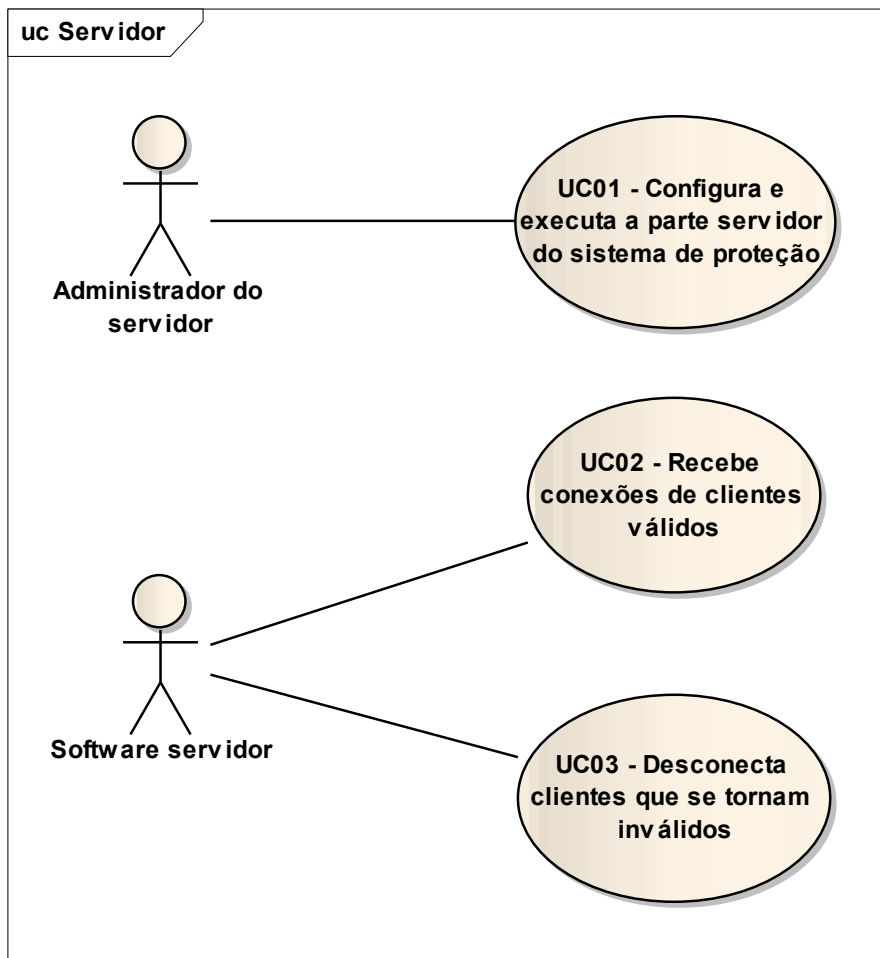 uc Servidor
UC01 - Configura e
executa a parte servidor
do sistema de proteção
Administrador do
servidor
UC02 - Recebe
conexões de clientes
válidos
Software servidor
UC03 - Desconecta
clientes que se tornam
inválidos